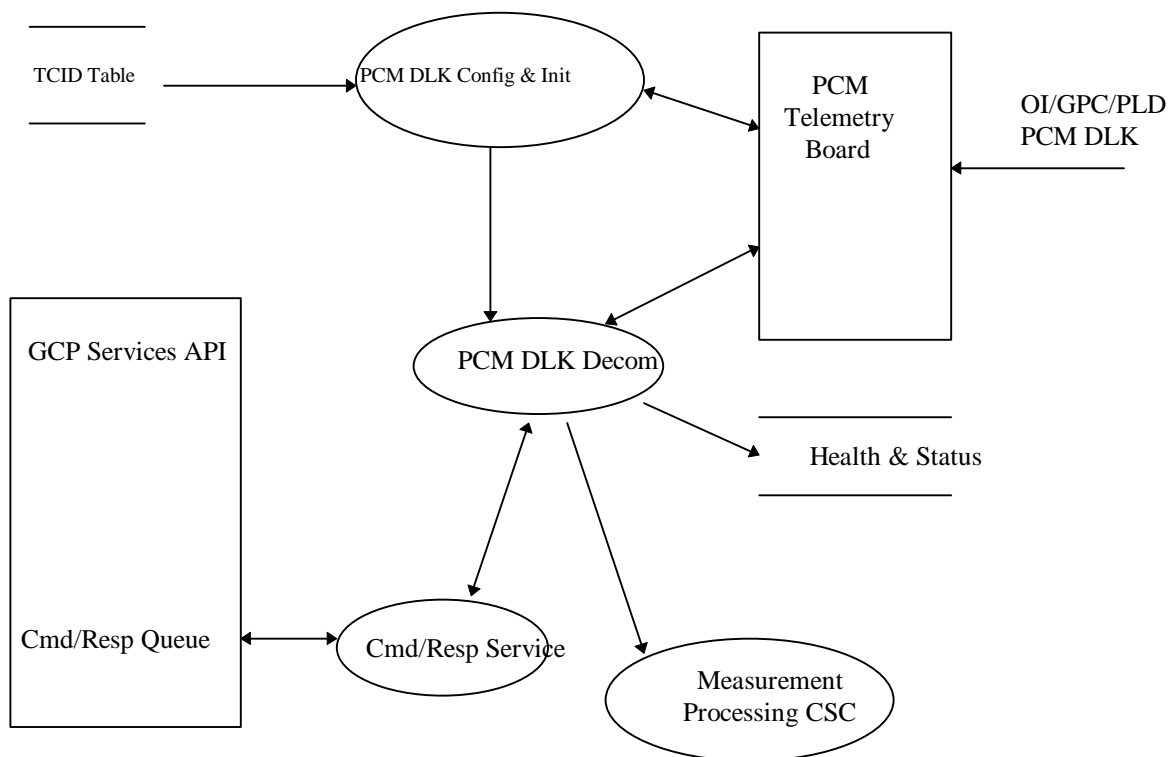 TCID Table
PCM DLK Config & Init
PCM
Telemetry
Board
OI/GPC/PLD
PCM DLK
GCP Services API
PCM DLK Decom
Health & Status
Cmd/Resp Queue
Cmd/Resp Service
Measurement
Processing CSC